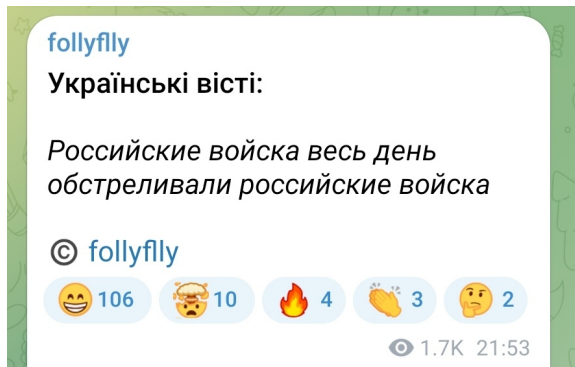 follyflly
Українські вісті:
Российские войска весь день
обстреливали российские войска
© follyflly
😁 106 🤯 10 🔥 4 👏 3 🤔 2
1.7K 21:53